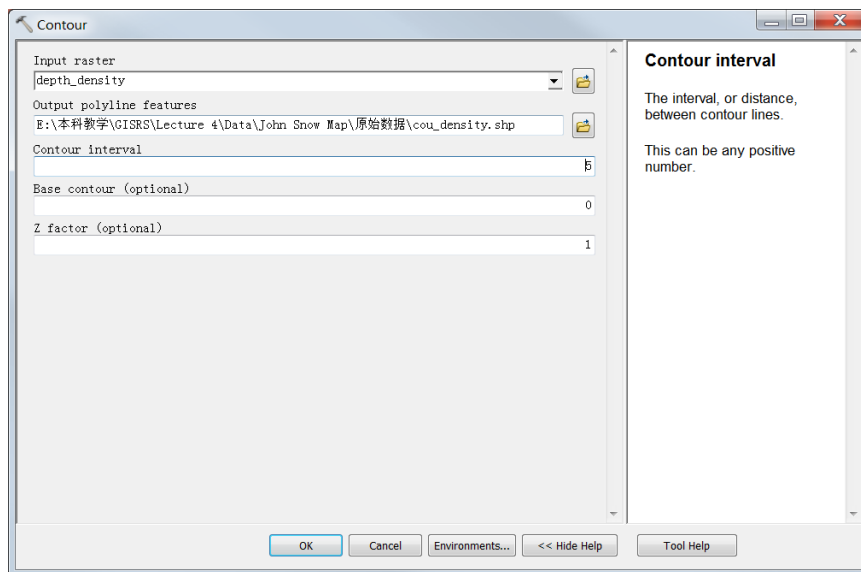 Contour
Input raster
depth_density
Output polyline features
E:\本科教学\GISRS\Lecture 4\Data\John Snow Map\原始数据\cou_density.shp
Contour interval
5
Base contour (optional)
0
Z factor (optional)
1
Contour interval
The interval, or distance,
between contour lines.
This can be any positive
number.
OK
Cancel
Environments...
<< Hide Help
Tool Help